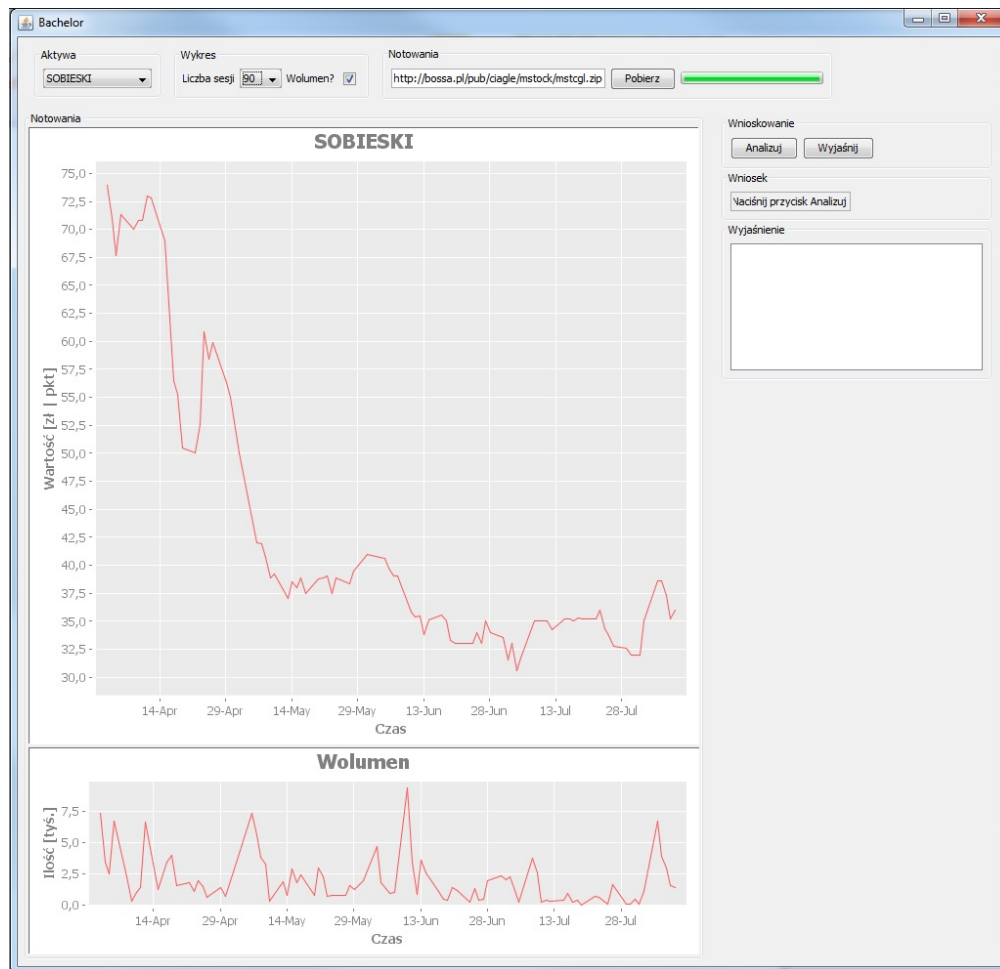 Bachelor
Aktywa
SOBIESKI
Wykres
Liczba sesji 90 Wolumen?
Notowania
http://bossa.pl/pub/ciagle/mstock/mstcgl.zip Pobierz
Notowania
SOBIESKI
75,0
72,5
70,0
67,5
65,0
62,5
60,0
57,5
55,0
52,5
50,0
47,5
45,0
42,5
40,0
37,5
35,0
32,5
30,0
Wartość [zł | pkt]
14-Apr 29-Apr 14-May 29-May 13-Jun 28-Jun 13-Jul 28-Jul
Czas
Wolumen
7,5
5,0
2,5
0,0
Ilość [tyś.]
14-Apr 29-Apr 14-May 29-May 13-Jun 28-Jun 13-Jul 28-Jul
Czas
Wnioskowanie
Analizuj Wyjaśnij
Wniosek
Naciśnij przycisk Analizuj
Wyjaśnienie